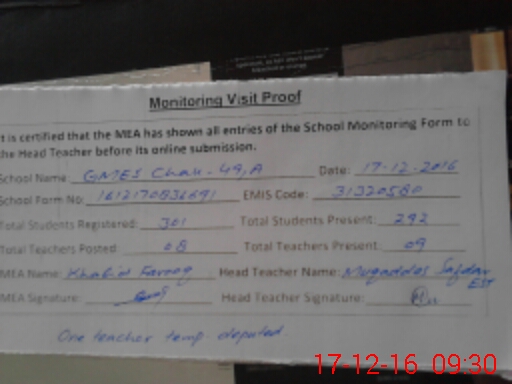 Monitoring Visit Proof
It is certified that the MEA has shown all entries of the School Monitoring Form to
the Head Teacher before its online submission.
School Name: GMES Chak. 49,A Date: 17-12-2016
School Form No: 1612170836691 EMIS Code: 31320580
Total Students Registered: 301 Total Students Present: 292
Total Teachers Posted: 08 Total Teachers Present: 09
MEA Name: Khalid Farooq Head Teacher Name: Muqaddas Safdar
EST
MEA Signature: Head Teacher Signature:
One teacher temp. deputed.
17-12-16 09:30